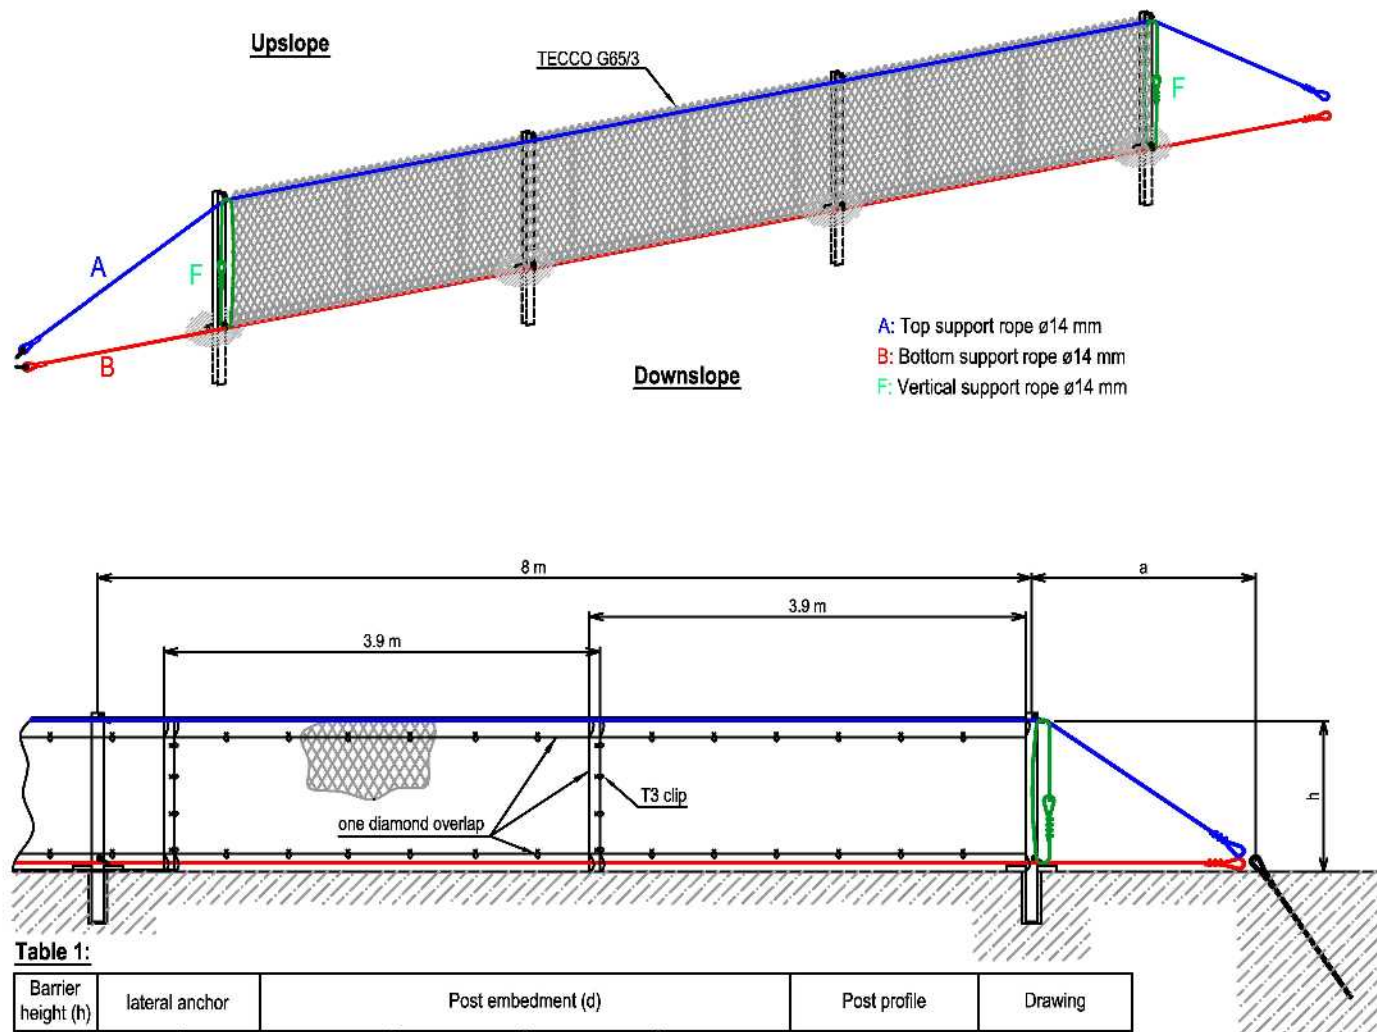 Upslope
TECCO G65/3
F
A
F
B
A: Top support rope ø14 mm
B: Bottom support rope ø14 mm
F: Vertical support rope ø14 mm
Downslope
8 m
a
3.9 m
3.9 m
T3 clip
h
one diamond overlap
Table 1:
Barrier height (h)
lateral anchor
Post embedment (d)
Post profile
Drawing